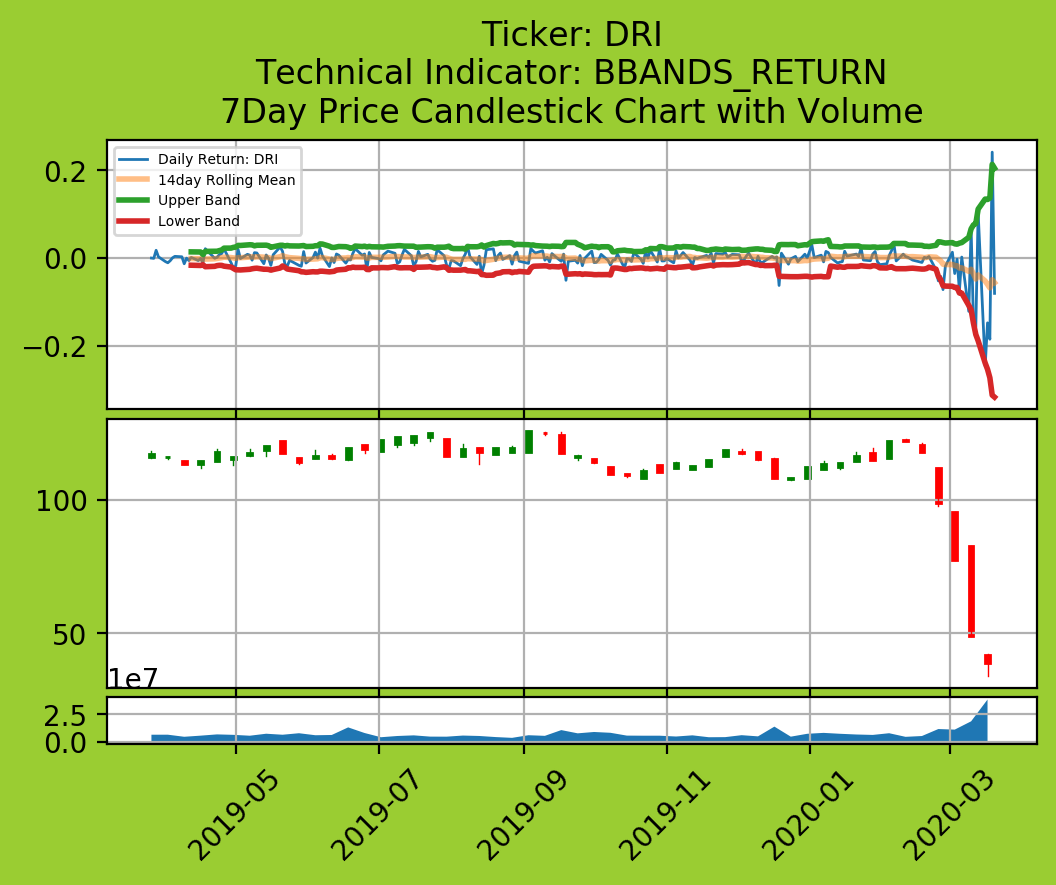 Ticker: DRI
Technical Indicator: BBANDS_RETURN
7Day Price Candlestick Chart with Volume
Daily Return: DRI
14day Rolling Mean
Upper Band
Lower Band
0.2
0.0
−0.2
100
50
1e7
2.5
0.0
2019-05
2019-07
2019-09
2019-11
2020-01
2020-03